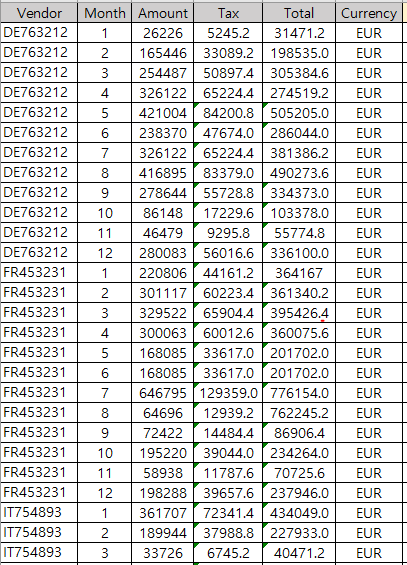 Vendor Month Amount Tax Total Currency
DE763212 1 26226 5245.2 31471.2 EUR
DE763212 2 165446 33089.2 198535.0 EUR
DE763212 3 254487 50897.4 305384.6 EUR
DE763212 4 326122 65224.4 274519.2 EUR
DE763212 5 421004 84200.8 505205.0 EUR
DE763212 6 238370 47674.0 286044.0 EUR
DE763212 7 326122 65224.4 381386.2 EUR
DE763212 8 416895 83379.0 490273.6 EUR
DE763212 9 278644 55728.8 334373.0 EUR
DE763212 10 86148 17229.6 103378.0 EUR
DE763212 11 46479 9295.8 55774.8 EUR
DE763212 12 280083 56016.6 336100.0 EUR
FR453231 1 220806 44161.2 364167 EUR
FR453231 2 301117 60223.4 361340.2 EUR
FR453231 3 329522 65904.4 395426.4 EUR
FR453231 4 300063 60012.6 360075.6 EUR
FR453231 5 168085 33617.0 201702.0 EUR
FR453231 6 168085 33617.0 201702.0 EUR
FR453231 7 646795 129359.0 776154.0 EUR
FR453231 8 64696 12939.2 762245.2 EUR
FR453231 9 72422 14484.4 86906.4 EUR
FR453231 10 195220 39044.0 234264.0 EUR
FR453231 11 58938 11787.6 70725.6 EUR
FR453231 12 198288 39657.6 237946.0 EUR
IT754893 1 361707 72341.4 434049.0 EUR
IT754893 2 189944 37988.8 227933.0 EUR
IT754893 3 33726 6745.2 40471.2 EUR